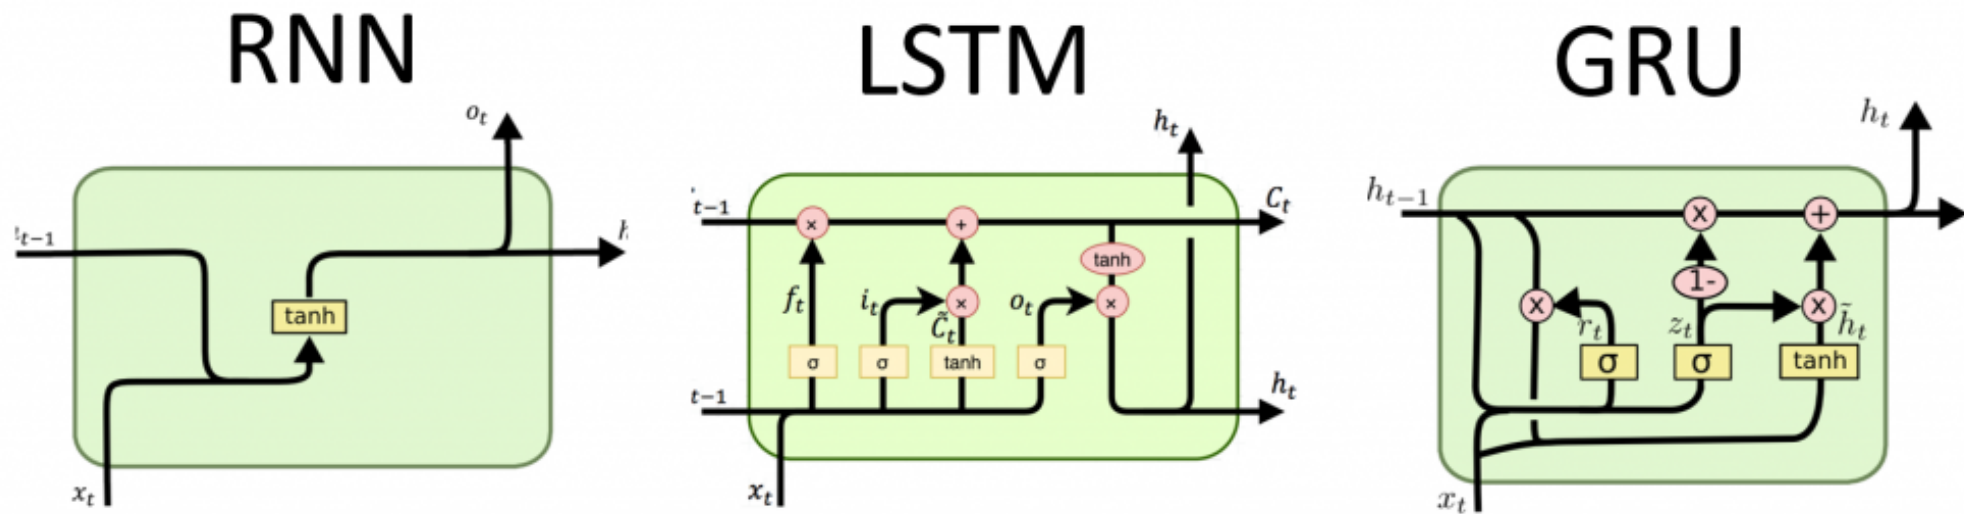 RNN
o_t
t-1
tanh
h
x_t
LSTM
h_t
t-1
×
+
C_t
tanh
f_t
i_t
×
o_t
×
C̃_t
σ
σ
tanh
σ
t-1
h_t
x_t
GRU
h_t
h_{t-1}
x
+
1-
x
r_t
z_t
x
h̃_t
σ
σ
tanh
x_t